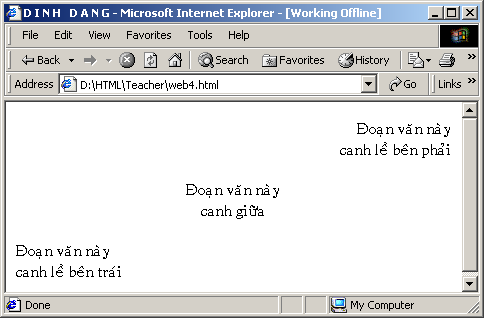 D I N H D A N G - Microsoft Internet Explorer - [Working Offline]
File Edit View Favorites Tools Help
Back Search Favorites History »
Address D:\HTML\Teacher\web4.html Go Links »
Đoạn văn này
canh lể bên phải
Đoạn văn này
canh giữa
Đoạn văn này
canh lể bên trái
Done My Computer